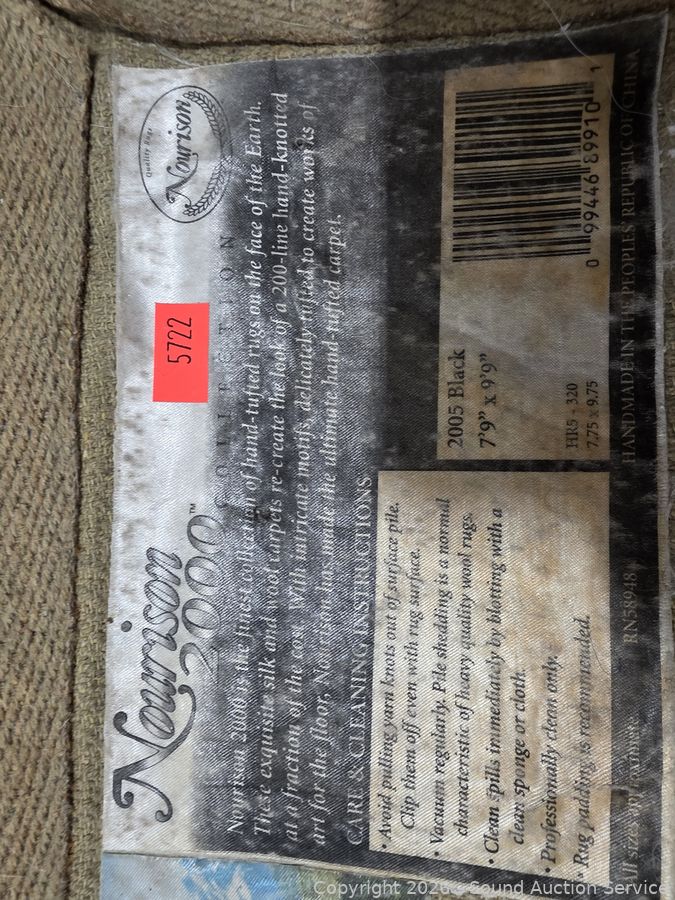 Nourison
2000™
COLLECTION
Quality Rugs
Nourison
5722
Nourison 2000 is the finest collection of hand-tufted rugs on the face of the Earth.
These exquisite silk and wool carpets re-create the look of a 200-line hand-knotted
at a fraction of the cost. With intricate motifs, delicately tufted to create works of
art for the floor, Nourison has made the ultimate hand-tufted carpet.
CARE & CLEANING INSTRUCTIONS
• Avoid pulling yarn knots out of surface pile.
Clip them off even with rug surface.
• Vacuum regularly. Pile shedding is a normal
characteristic of heavy quality wool rugs.
• Clean spills immediately by blotting with a
clean sponge or cloth.
• Professionally clean only.
• Rug padding is recommended.
2005 Black
7'9" x 9'9"
HRS - 320
7.75 x 9.75
0 99446 89910 1
All sizes approximate
RN58948
HANDMADE IN THE PEOPLES' REPUBLIC OF CHINA
Copyright 2026 Sound Auction Service